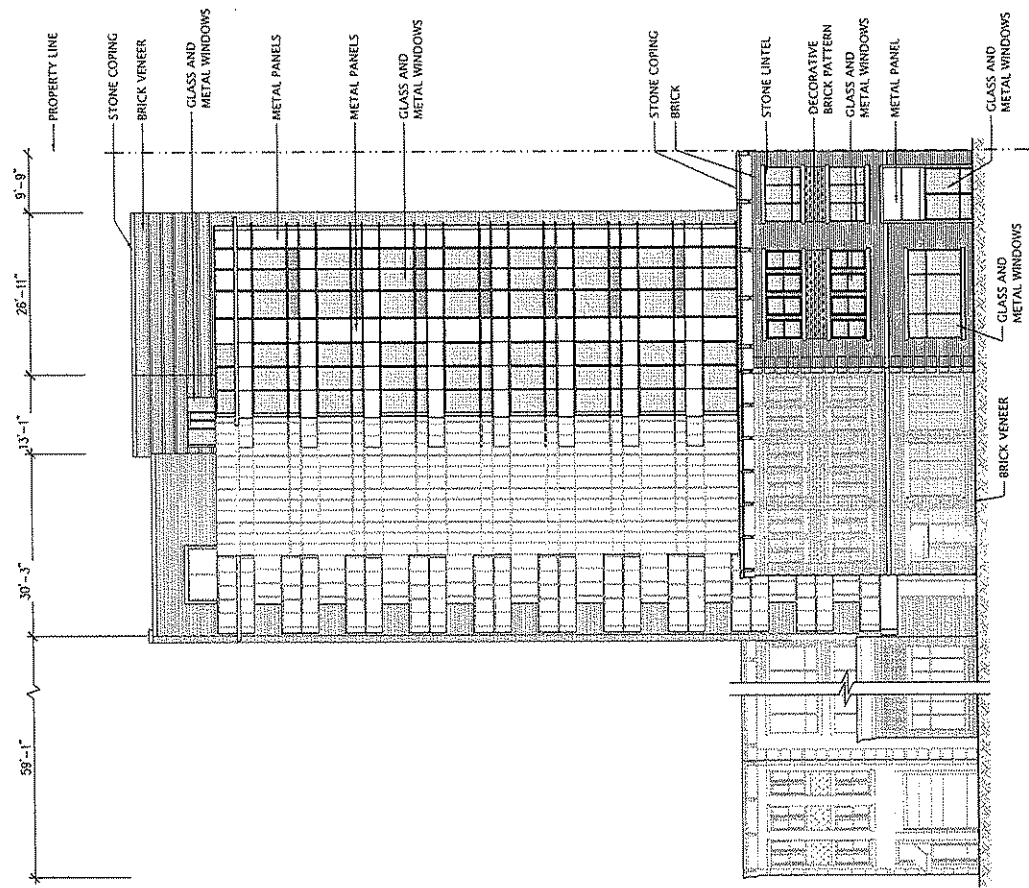 59'-1"
30'-3"
13'-1"
26'-11"
9'-9"
PROPERTY LINE
STONE COPING
BRICK VENEER
GLASS AND
METAL WINDOWS
METAL PANELS
METAL PANELS
GLASS AND
METAL WINDOWS
STONE COPING
BRICK
STONE LINTEL
DECORATIVE
BRICK PATTERN
GLASS AND
METAL WINDOWS
METAL PANEL
GLASS AND
METAL WINDOWS
GLASS AND
METAL WINDOWS
BRICK VENEER